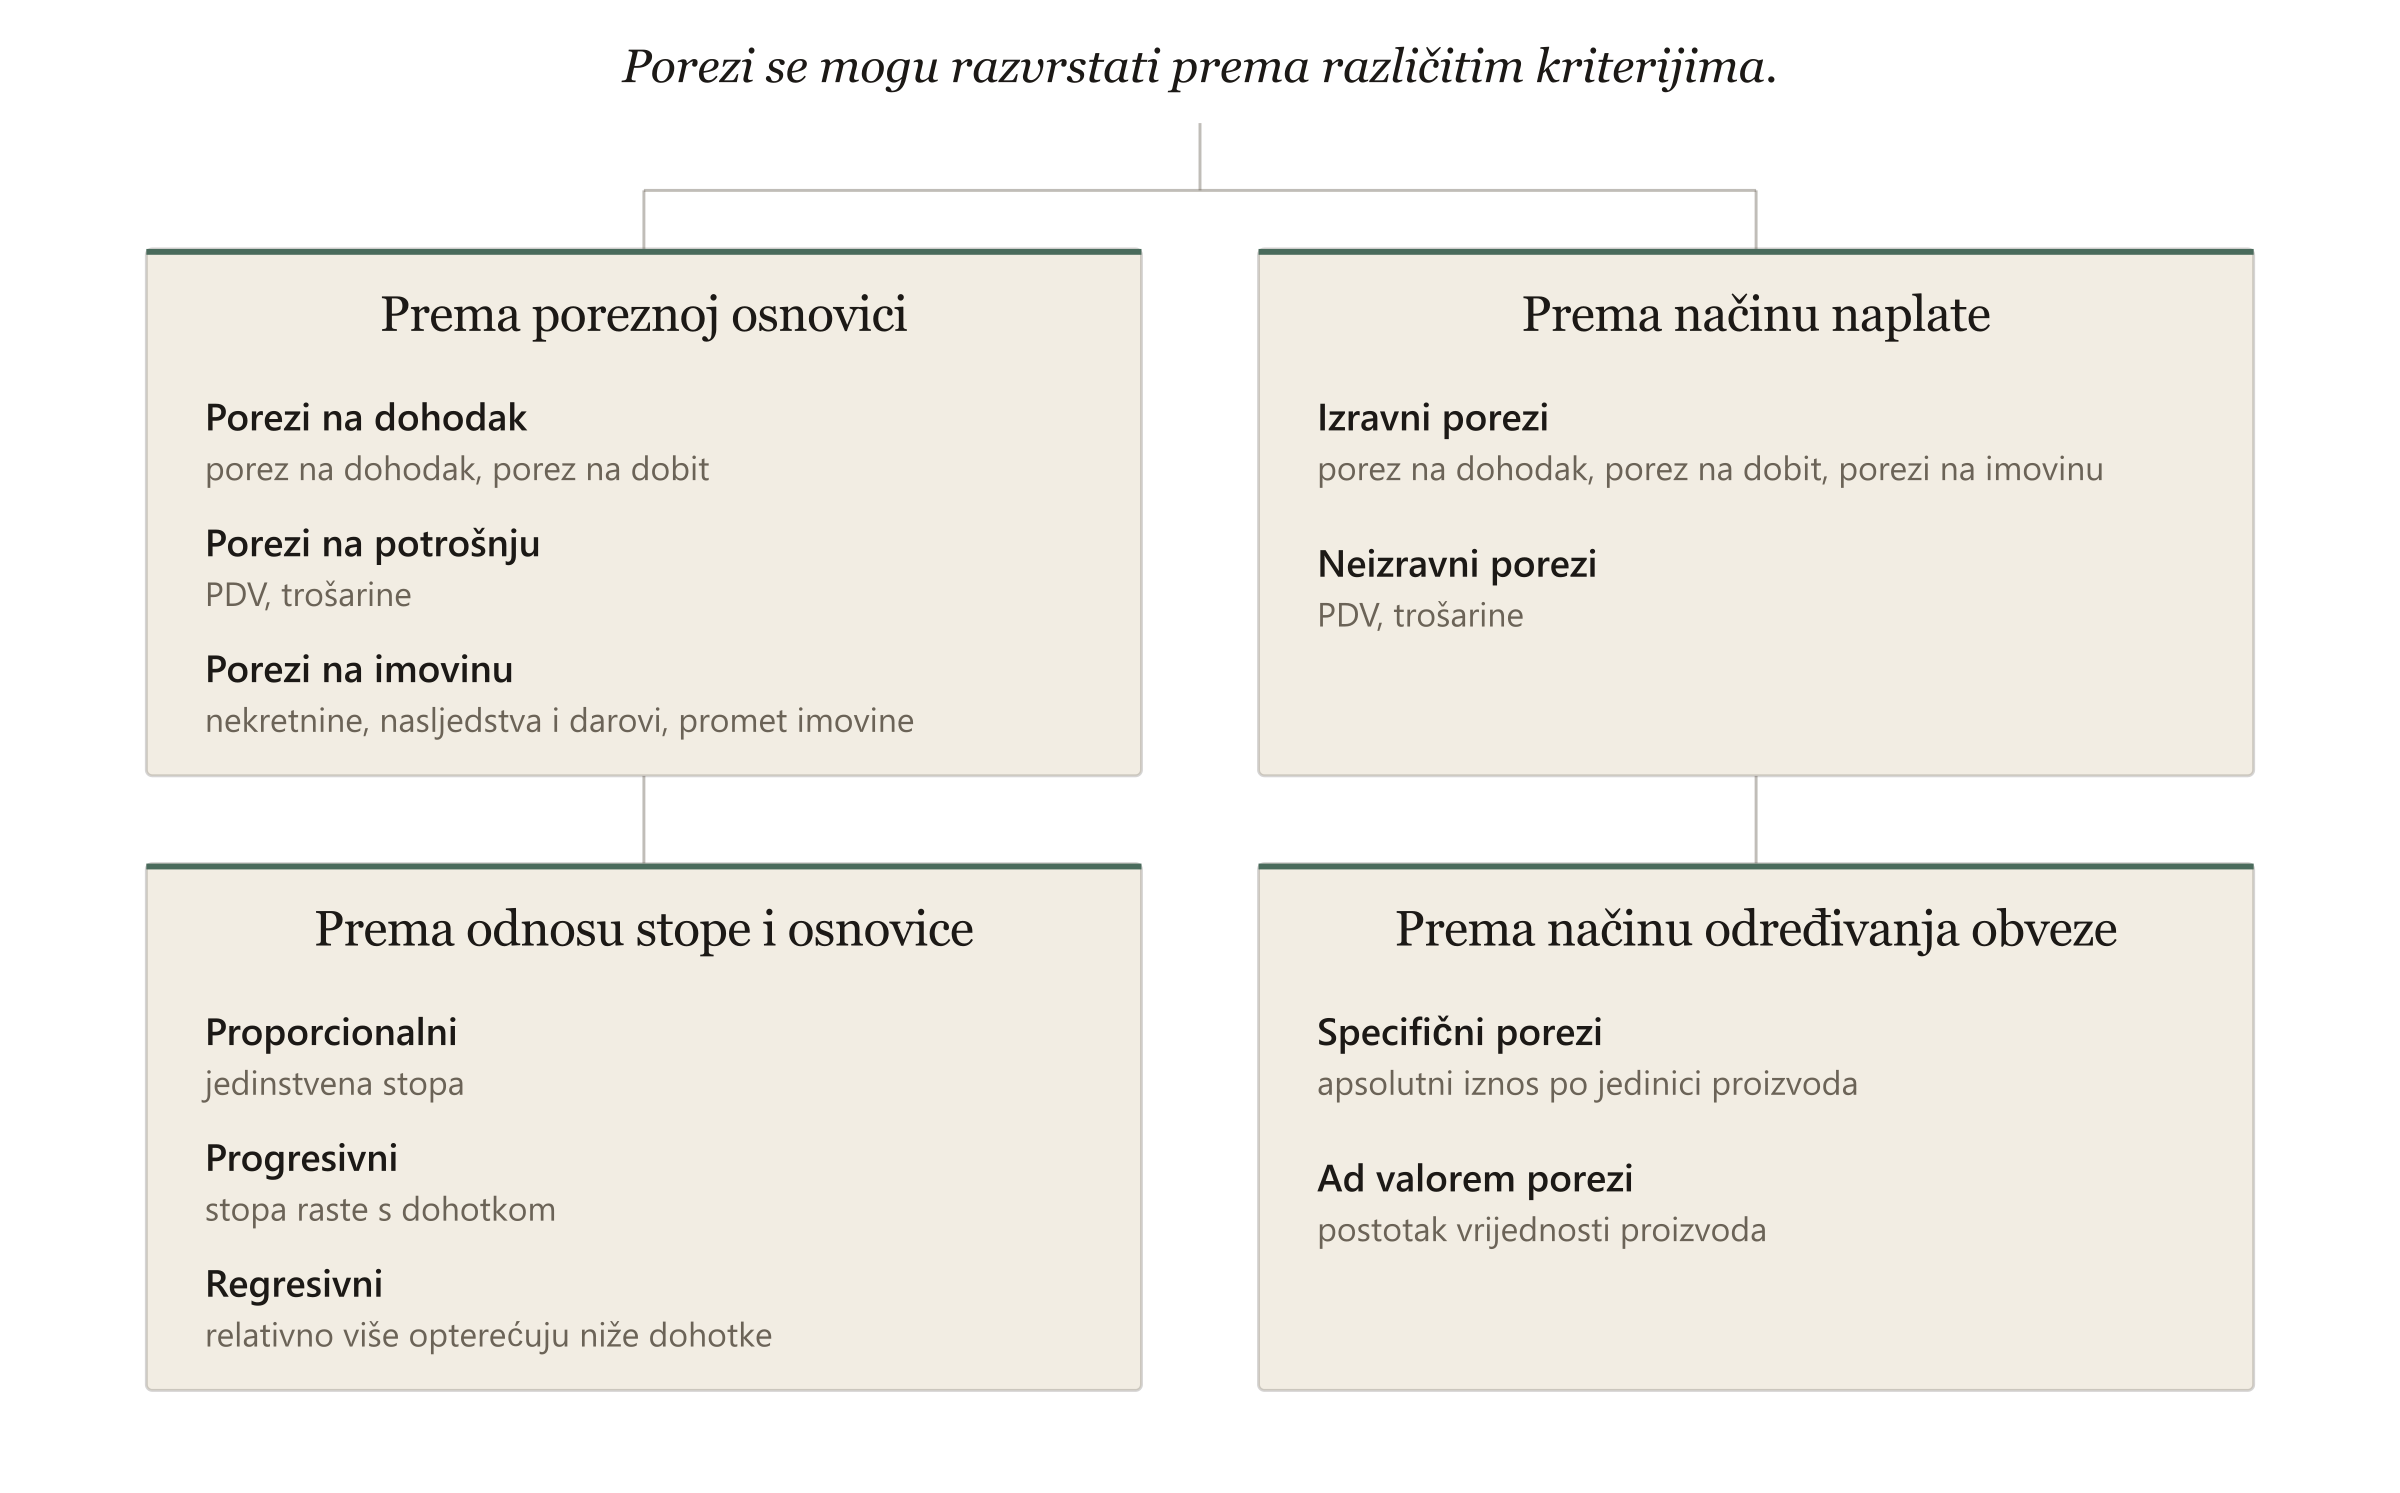 Porezi se mogu razvrstati prema različitim kriterijima.
Prema poreznoj osnovici
Porezi na dohodak
porez na dohodak, porez na dobit
Porezi na potrošnju
PDV, trošarine
Porezi na imovinu
nekretnine, nasljedstva i darovi, promet imovine
Prema načinu naplate
Izravni porezi
porez na dohodak, porez na dobit, porezi na imovinu
Neizravni porezi
PDV, trošarine
Prema odnosu stope i osnovice
Proporcionalni
jedinstvena stopa
Progresivni
stopa raste s dohotkom
Regresivni
relativno više opterećuju niže dohotke
Prema načinu određivanja obveze
Specifični porezi
apsolutni iznos po jedinici proizvoda
Ad valorem porezi
postotak vrijednosti proizvoda